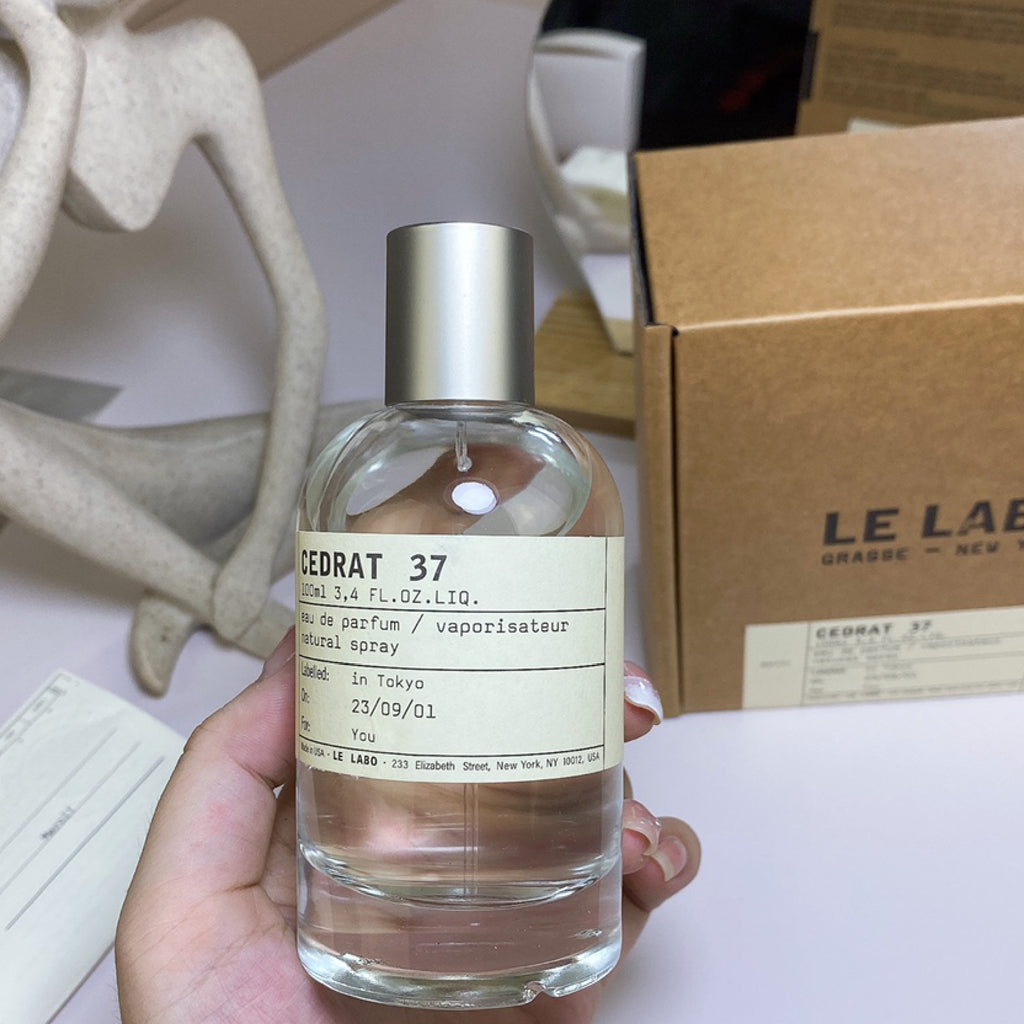 CEDRAT 37
100ml 3,4 FL.OZ.LIQ.
eau de parfum / vaporisateur
natural spray
Labelled: in Tokyo
On: 23/09/01
For: You
Made in USA - LE LABO - 233 Elizabeth Street, New York, NY 10012, USA
LE LAB
GRASSE — NEW Y
CEDRAT 37